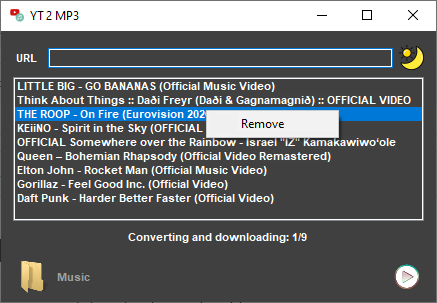 YT 2 MP3
URL
LITTLE BIG - GO BANANAS (Official Music Video)
Think About Things :: Daði Freyr (Daði & Gagnamagnið) :: OFFICIAL VIDEO
THE ROOP - On Fire (Eurovision 202
Remove
KEiiNO - Spirit in the Sky (OFFICIAL
OFFICIAL Somewhere over the Rainbow - Israel "IZ" Kamakawiwoʻole
Queen – Bohemian Rhapsody (Official Video Remastered)
Elton John - Rocket Man (Official Music Video)
Gorillaz - Feel Good Inc. (Official Video)
Daft Punk - Harder Better Faster (Official Video)
Converting and downloading: 1/9
Music